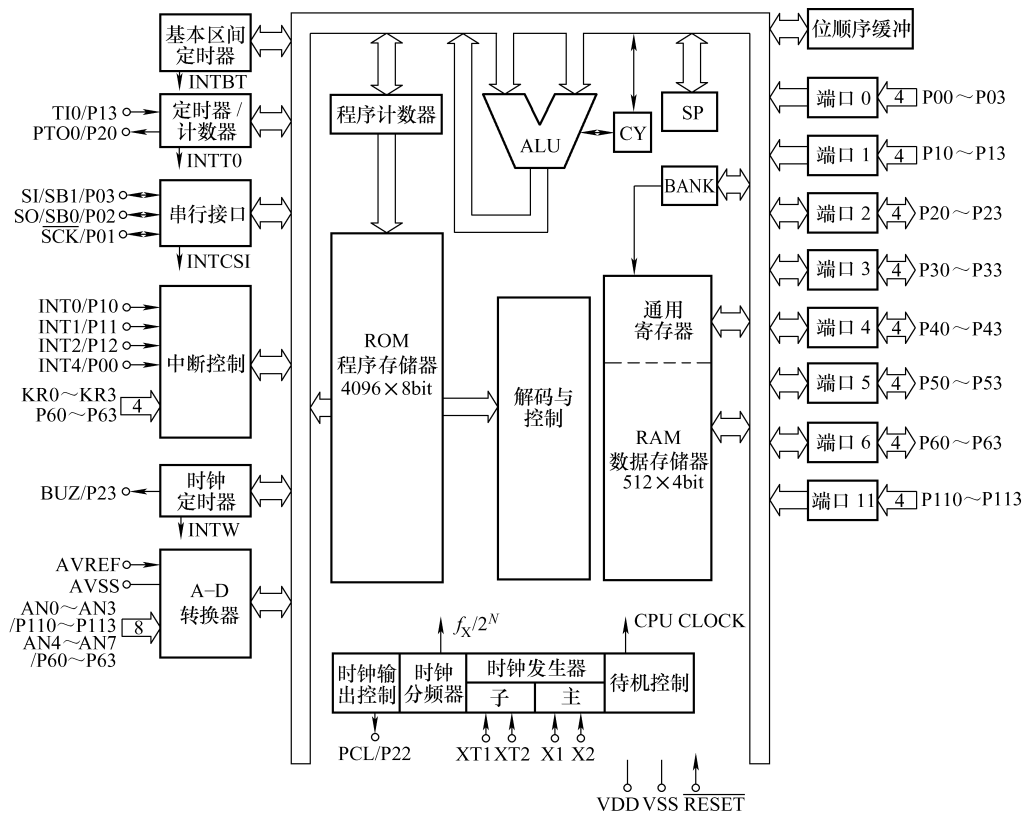 基本区间
定时器
INTBT
TI0/P13
PTO0/P20
定时器/
计数器
INTT0
SI/SB1/P03
SO/SB0/P02
SCK/P01
串行接口
INTCSI
INT0/P10
INT1/P11
INT2/P12
INT4/P00
KR0～KR3
P60～P63
4
中断控制
BUZ/P23
时钟
定时器
INTW
AVREF
AVSS
AN0～AN3
/P110～P113
AN4～AN7
/P60～P63
8
A-D
转换器
程序计数器
ALU
CY
SP
BANK
ROM
程序存储器
4096×8bit
解码与
控制
通用
寄存器
RAM
数据存储器
512×4bit
fX/2N
CPU CLOCK
时钟输
出控制
时钟
分频器
时钟发生器
子
主
待机控制
PCL/P22
XT1
XT2
X1
X2
VDD
VSS
RESET
位顺序缓冲
端口 0
4
P00～P03
端口 1
4
P10～P13
端口 2
4
P20～P23
端口 3
4
P30～P33
端口 4
4
P40～P43
端口 5
4
P50～P53
端口 6
4
P60～P63
端口 11
4
P110～P113